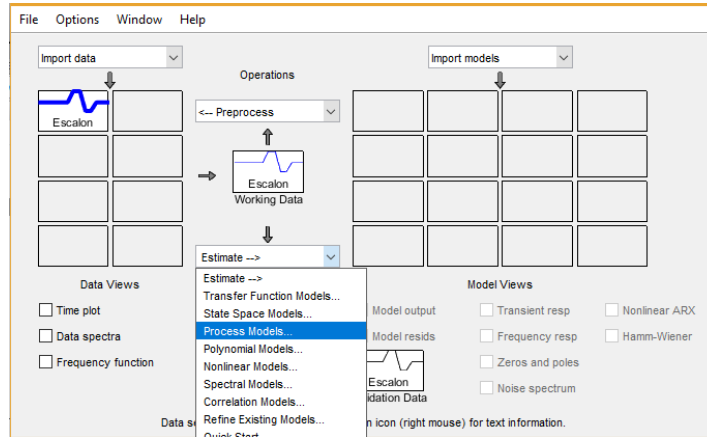 File Options Window Help
Import data
Import models
Operations
Escalon
<-- Preprocess
Escalon
Working Data
Estimate -->
Data Views
Model Views
Estimate -->
Transfer Function Models...
State Space Models...
Process Models...
Polynomial Models...
Nonlinear Models...
Spectral Models...
Correlation Models...
Refine Existing Models...
Quick Start
Time plot
Data spectra
Frequency function
Model output
Transient resp
Nonlinear ARX
Model resids
Frequency resp
Hamm-Wiener
Zeros and poles
Escalon
Noise spectrum
idation Data
Data se
n icon (right mouse) for text information.